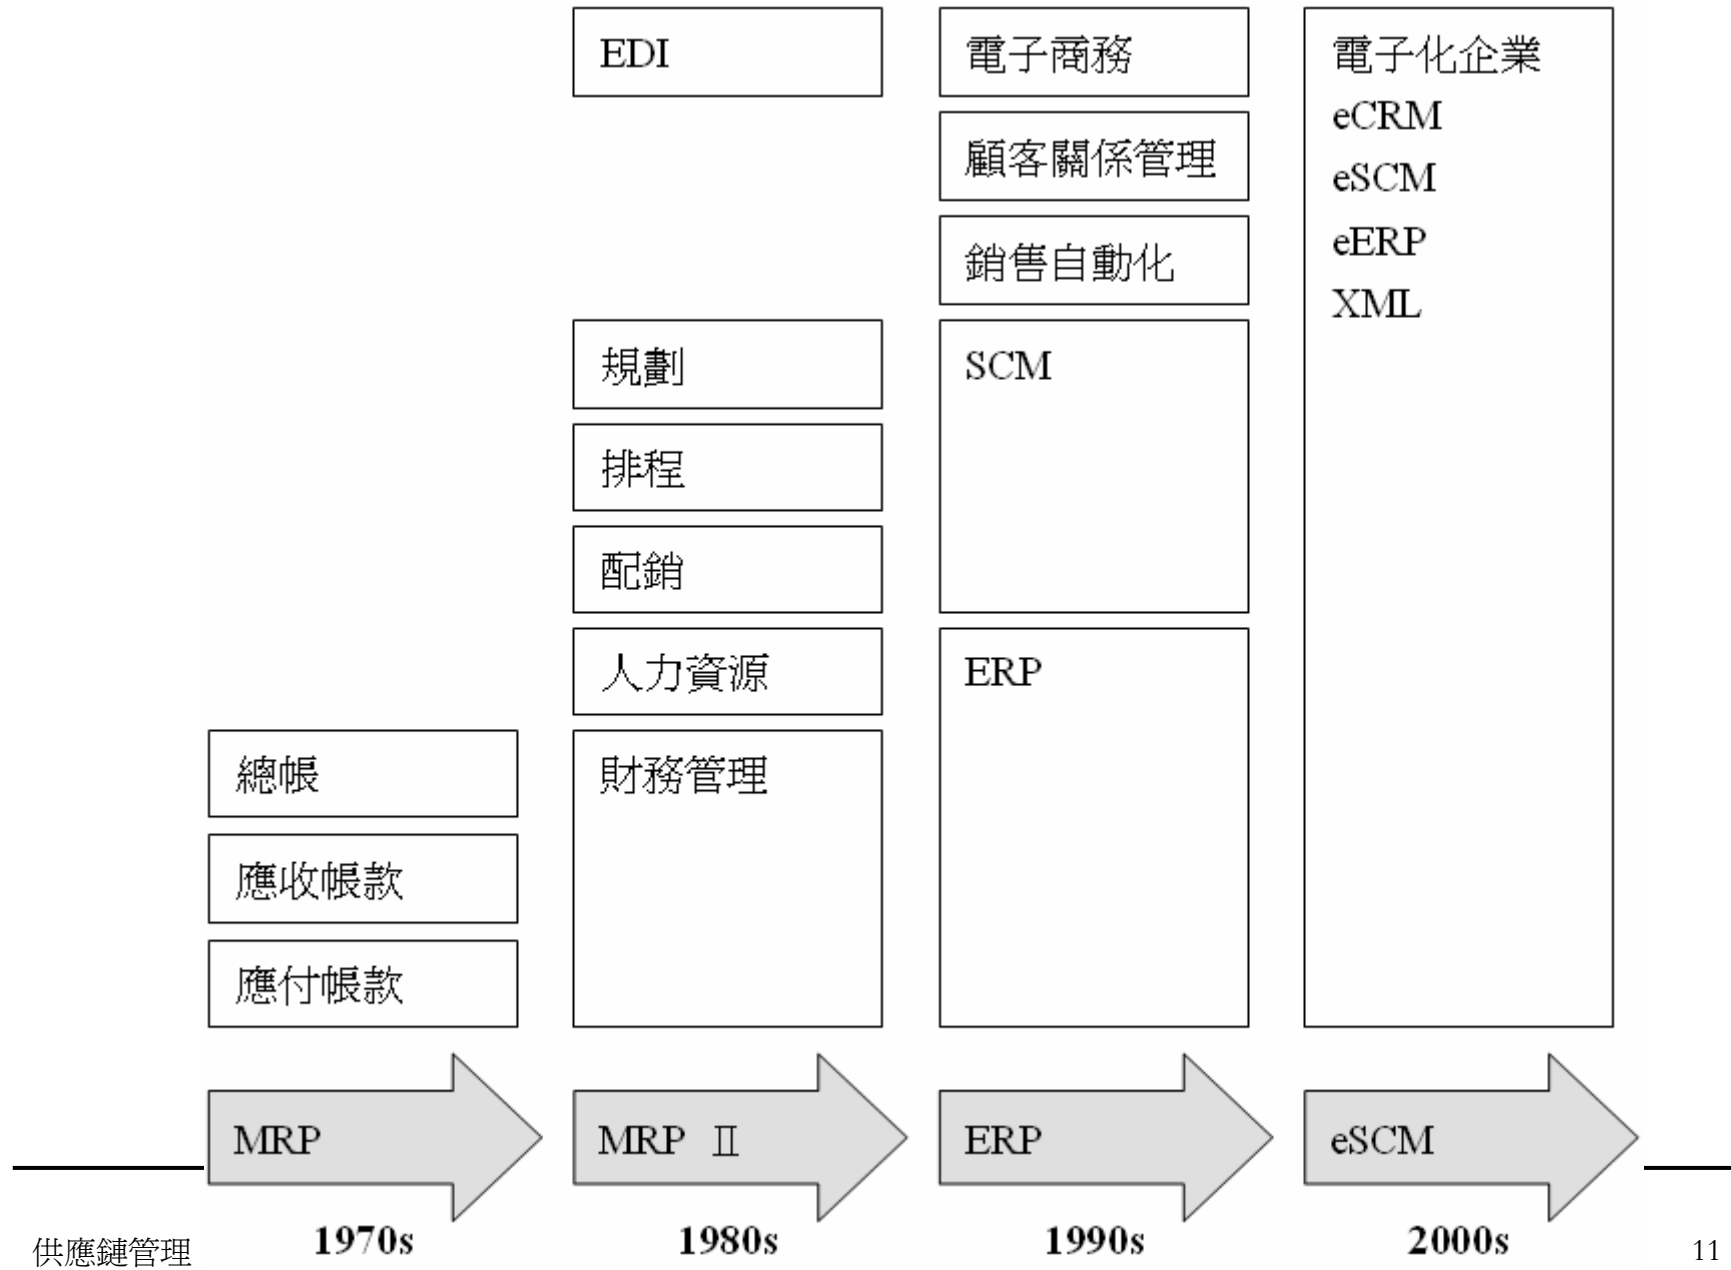 EDI
電子商務
電子化企業
eCRM
eSCM
eERP
XML
顧客關係管理
銷售自動化
規劃
SCM
排程
配銷
人力資源
ERP
總帳
財務管理
應收帳款
應付帳款
MRP
MRP Ⅱ
ERP
eSCM
1970s
1980s
1990s
2000s
供應鏈管理
11